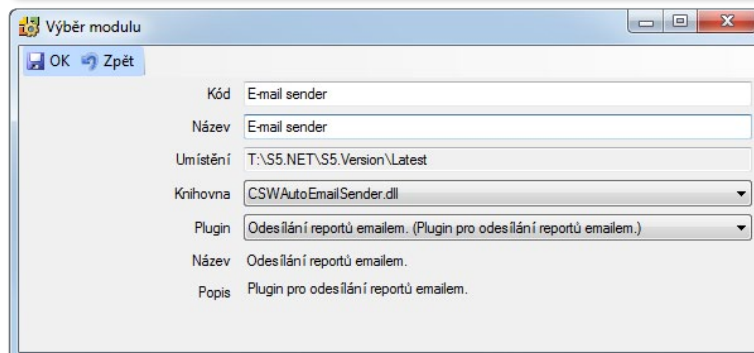 Výběr modulu
OK Zpět
Kód E-mail sender
Název E-mail sender
Umístění T:\S5.NET\S5.Version\Latest
Knihovna CSWAutoEmailSender.dll
Plugin Odesílání reportů emailem. (Plugin pro odesílání reportů emailem.)
Název Odesílání reportů emailem.
Popis Plugin pro odesílání reportů emailem.